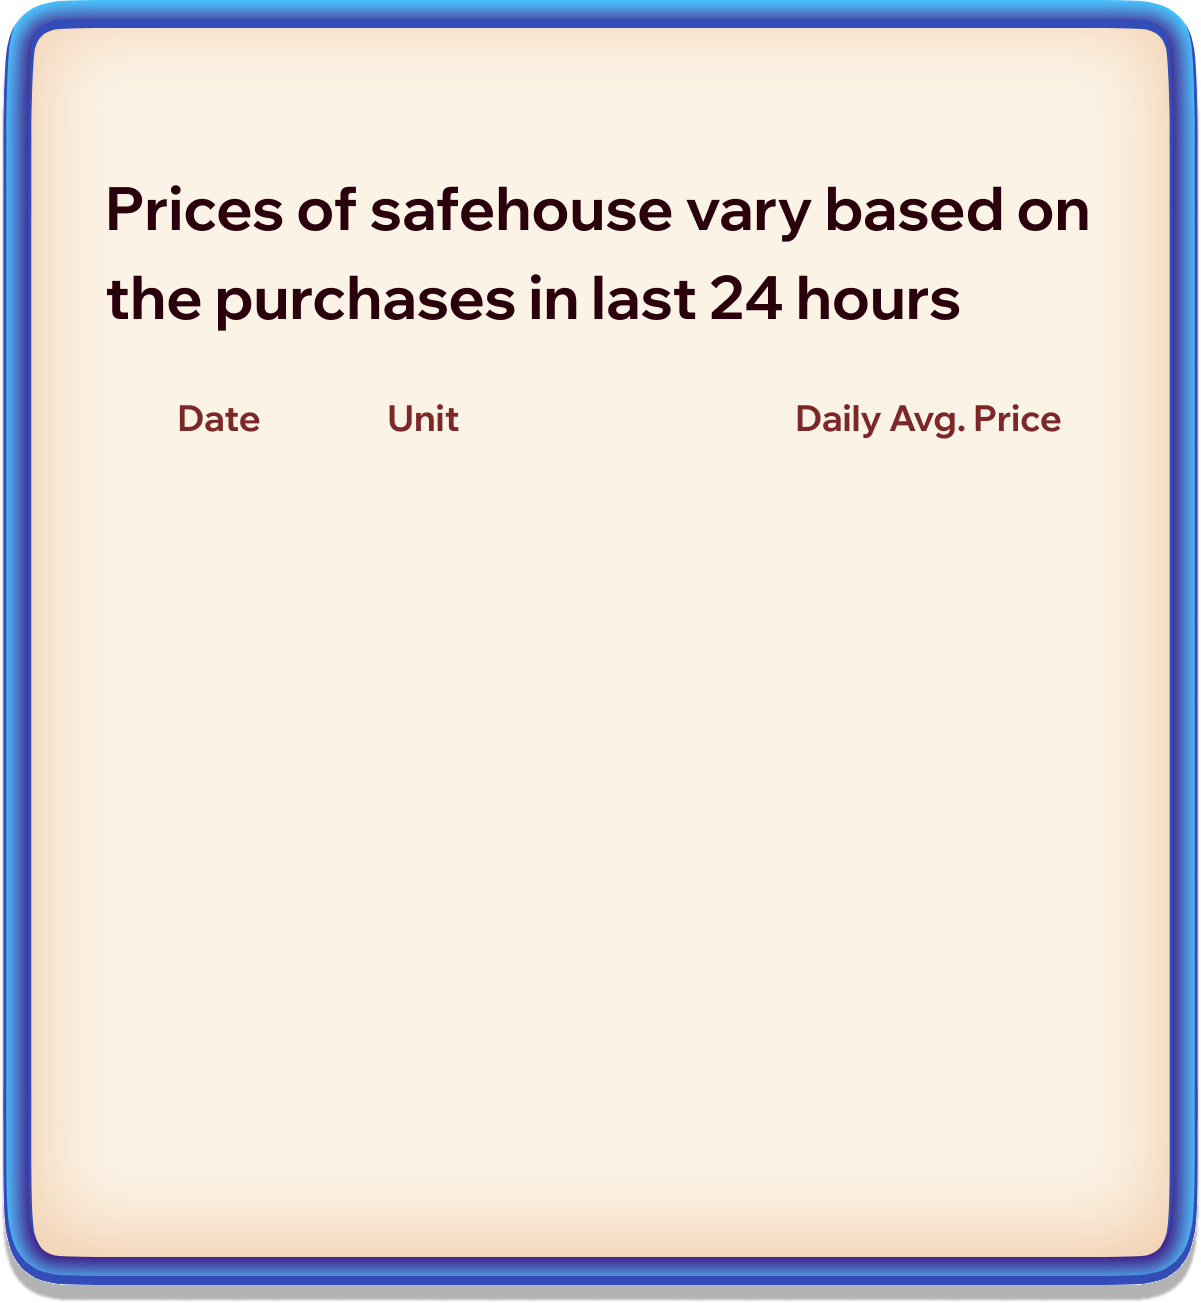 Prices of safehouse vary based on
the purchases in last 24 hours
Date Unit Daily Avg. Price